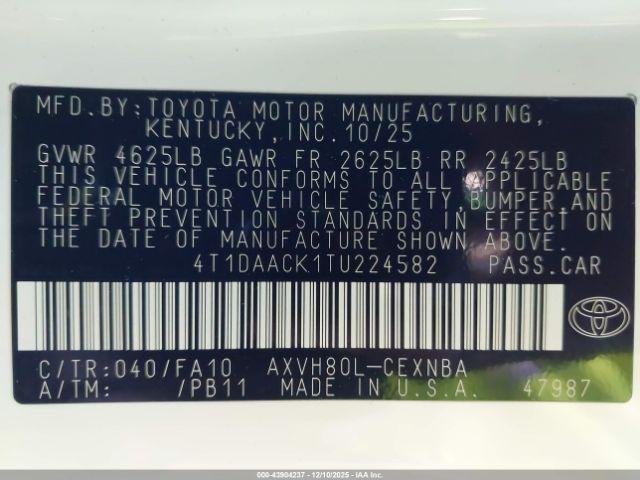 MFD.BY:TOYOTA MOTOR MANUFACTURING,
KENTUCKY,INC.10/25
GVWR 4625LB GAWR FR 2625LB RR 2425LB
THIS VEHICLE CONFORMS TO ALL APPLICABLE
FEDERAL MOTOR VEHICLE SAFETY,BUMPER,AND
THEFT PREVENTION STANDARDS IN EFFECT ON
THE DATE OF MANUFACTURE SHOWN ABOVE.
4T1DAACK1TU224582 PASS.CAR
C/TR:040/FA10 AXVH80L-CEXNBA
A/TM: /PB11 MADE IN U.S.A. 47987
000-43904237 - 12/10/2025 - IAA Inc.